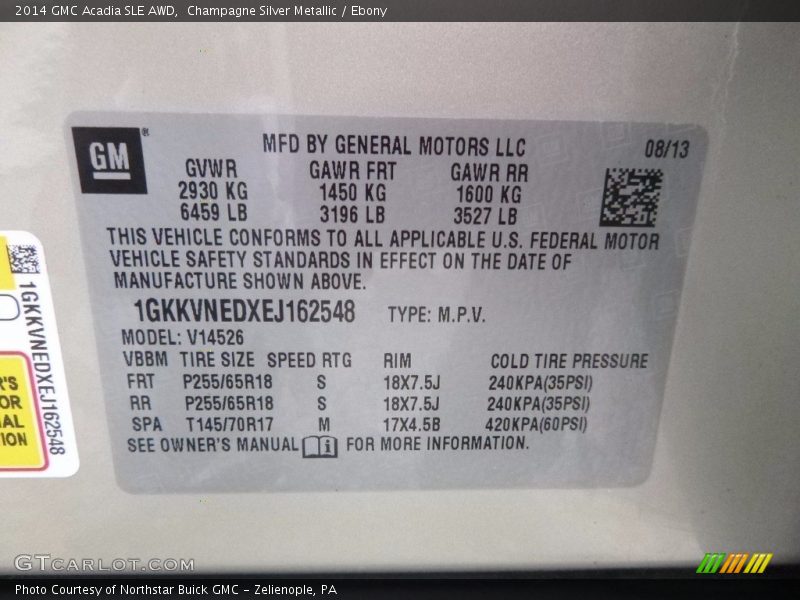 2014 GMC Acadia SLE AWD,  Champagne Silver Metallic / Ebony
GM®
MFD BY GENERAL MOTORS LLC
08/13
GVWR GAWR FRT GAWR RR
2930 KG 1450 KG 1600 KG
6459 LB 3196 LB 3527 LB
THIS VEHICLE CONFORMS TO ALL APPLICABLE U.S. FEDERAL MOTOR
VEHICLE SAFETY STANDARDS IN EFFECT ON THE DATE OF
MANUFACTURE SHOWN ABOVE.
1GKKVNEDXEJ162548 TYPE: M.P.V.
MODEL: V14526
VBBM TIRE SIZE SPEED RTG RIM COLD TIRE PRESSURE
FRT P255/65R18 S 18X7.5J 240KPA(35PSI)
RR P255/65R18 S 18X7.5J 240KPA(35PSI)
SPA T145/70R17 M 17X4.5B 420KPA(60PSI)
SEE OWNER'S MANUAL i FOR MORE INFORMATION.
1GKKVNEDXEJ162548
R'S
OR
AL
ION
GTCARLOT.COM
Photo Courtesy of Northstar Buick GMC - Zelienople, PA